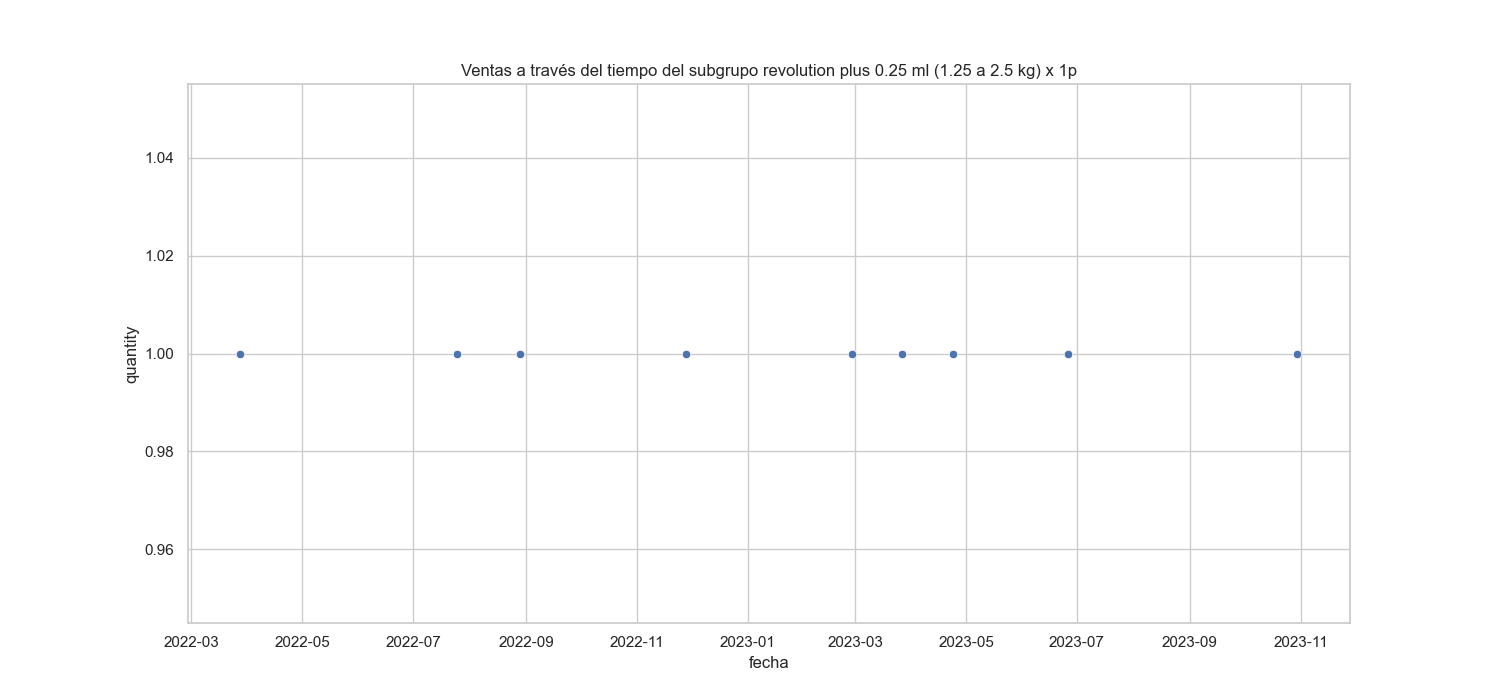 Ventas a través del tiempo del subgrupo revolution plus 0.25 ml (1.25 a 2.5 kg) x 1p
1.04
1.02
1.00
0.98
0.96
quantity
2022-03 2022-05 2022-07 2022-09 2022-11 2023-01 2023-03 2023-05 2023-07 2023-09 2023-11
fecha